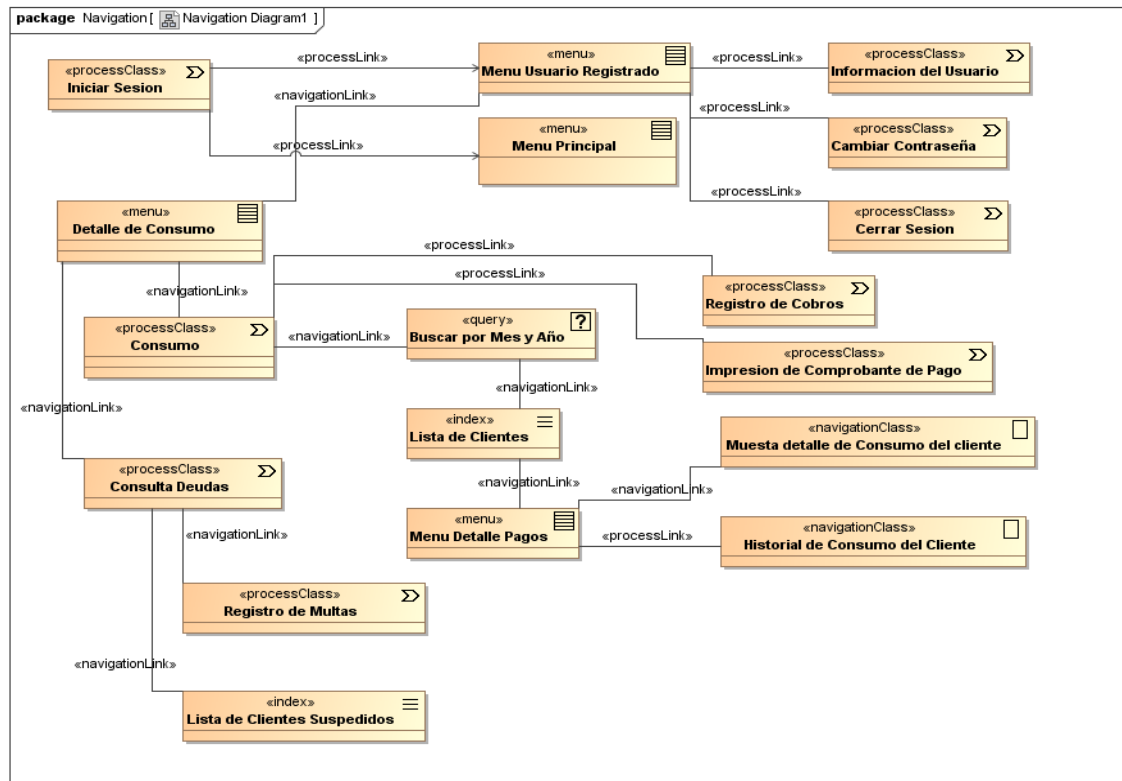 package Navigation [ Navigation Diagram1 ]
«processClass»
Iniciar Sesion
«processLink»
«navigationLink»
«processLink»
«menu»
Menu Usuario Registrado
«menu»
Menu Principal
«processLink»
«processClass»
Informacion del Usuario
«processLink»
«processClass»
Cambiar Contraseña
«processLink»
«processClass»
Cerrar Sesion
«menu»
Detalle de Consumo
«navigationLink»
«processClass»
Consumo
«processLink»
«processLink»
«processClass»
Registro de Cobros
«processClass»
Impresion de Comprobante de Pago
«navigationLink»
«query»
?
Buscar por Mes y Año
«navigationLink»
«index»
Lista de Clientes
«navigationLink»
«menu»
Menu Detalle Pagos
«navigationLink»
«navigationClass»
Muesta detalle de Consumo del cliente
«processLink»
«navigationClass»
Historial de Consumo del Cliente
«navigationLink»
«processClass»
Consulta Deudas
«navigationLink»
«processClass»
Registro de Multas
«navigationLink»
«index»
Lista de Clientes Suspedidos